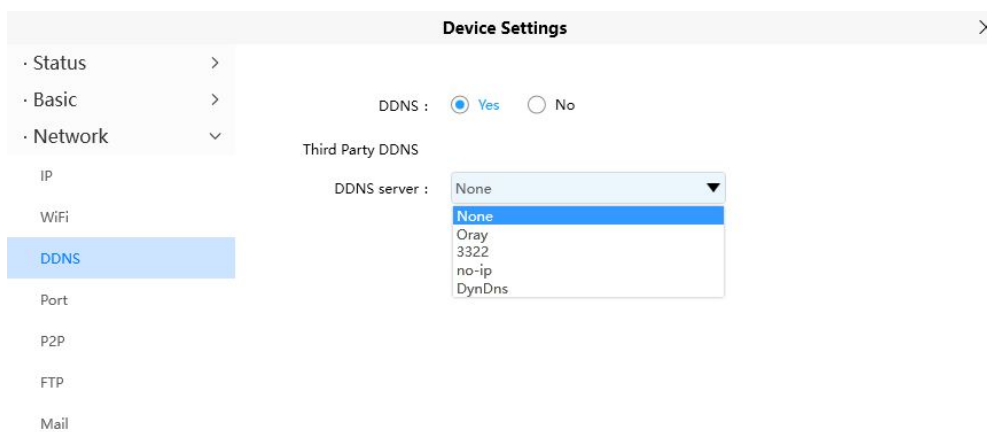 Device Settings
· Status
· Basic
· Network
IP
WiFi
DDNS
Port
P2P
FTP
Mail
DDNS : Yes No
Third Party DDNS
DDNS server : None
None
Oray
3322
no-ip
DynDns